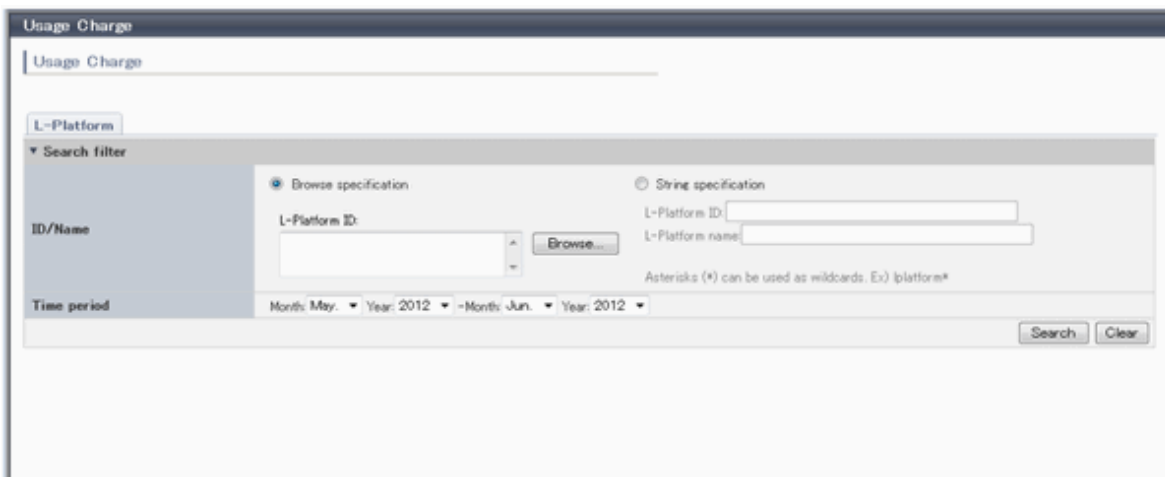 Usage Charge
Usage Charge
L-Platform
▼ Search filter
ID/Name
Browse specification
L-Platform ID:
Browse...
String specification
L-Platform ID:
L-Platform name:
Asterisks (*) can be used as wildcards. Ex) lplatform*
Time period
Month: May. Year: 2012 -Month: Jun. Year: 2012
Search Clear